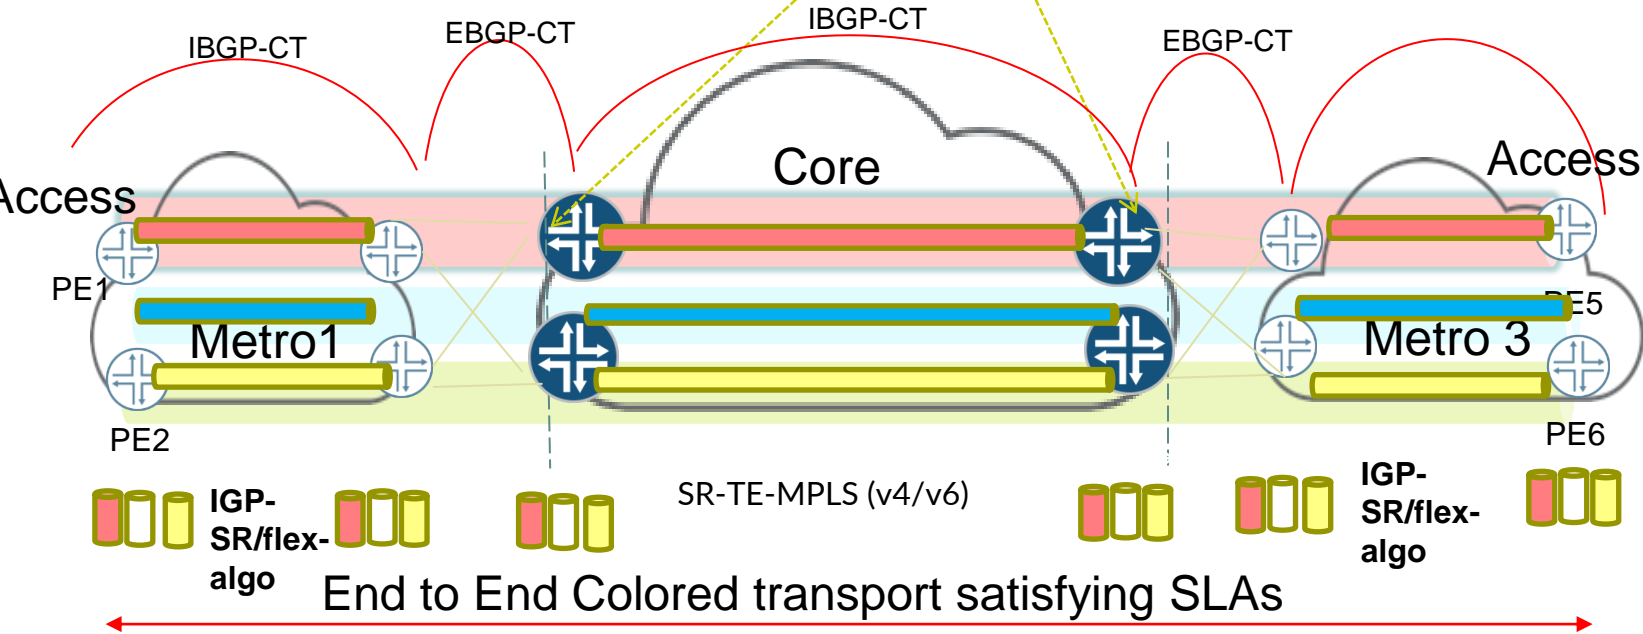 IBGP-CT
EBGP-CT
IBGP-CT
EBGP-CT
Core
Access
Access
PE1
PE5
Metro1
Metro 3
PE2
PE6
SR-TE-MPLS (v4/v6)
IGP-
SR/flex-
algo
IGP-
SR/flex-
algo
End to End Colored transport satisfying SLAs